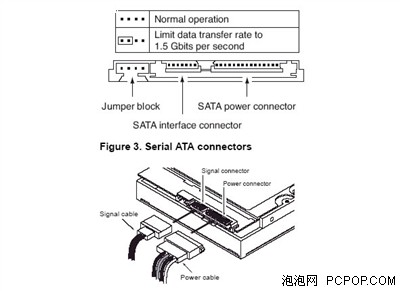 Normal operation
Limit data transfer rate to
1.5 Gbits per second
Jumper block
SATA power connector
SATA interface connector
Figure 3. Serial ATA connectors
Signal connector
Power connector
Signal cable
Power cable
泡泡网 PCPOP.COM